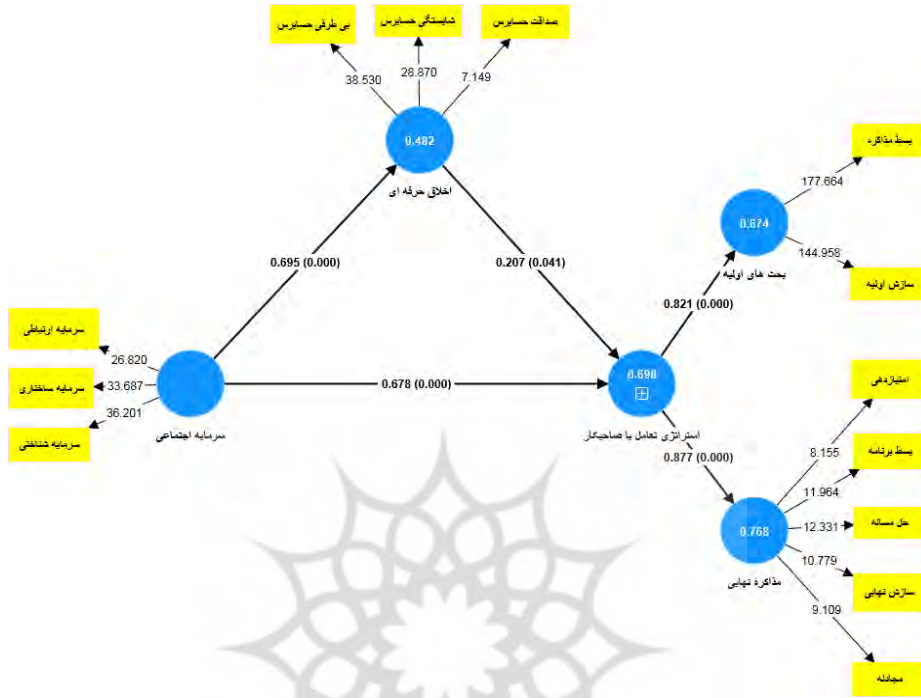 بی طرفی حسابرس
شایستگی حسابرس
صداقت حسابرس
38.530
28.870
7.149
0.482
اخلاق حرفه ای
بسط مذاکره
177.664
0.674
144.958
بحث های اولیه
سازش اولیه
0.695 (0.000)
0.207 (0.041)
0.821 (0.000)
سرمایه ارتباطی
26.820
سرمایه ساختاری
33.687
36.201
سرمایه شناختی
سرمایه اجتماعی
0.678 (0.000)
0.698
استراتژی تعامل با صاحبکار
0.877 (0.000)
امتیازدهی
8.155
بسط برنامه
11.964
حل مساله
12.331
0.768
10.779
سازش نهایی
مذاکره نهایی
9.109
مجادله